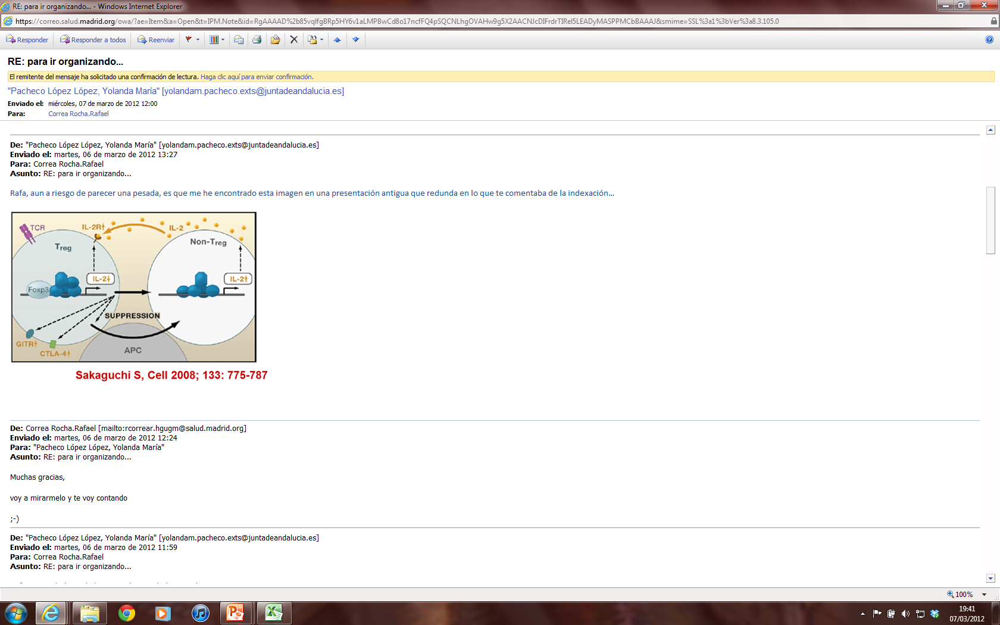 RE: para ir organizando... - Windows Internet Explorer
https://correo.salud.madrid.org/owa/?ae=Item&a=Open&t=IPM.Note&id=RgAAAAD%2b85vqIfgBRp5HY6v1aLMPBwCd8o17ncfFQ4pSQCNLhgOVAHw9g5X2AACNJcDIFrdrTIReI5LEADyMASPPMCbBAAAJ&smime=SSL%3a1%3bVer%3a8.3.105.0
Responder Responder a todos Reenviar
RE: para ir organizando...
El remitente del mensaje ha solicitado una confirmación de lectura. Haga clic aquí para enviar confirmación.
"Pacheco López López, Yolanda María" [yolandam.pacheco.exts@juntadeandalucia.es]
Enviado el: miércoles, 07 de marzo de 2012 12:00
Para: Correa Rocha.Rafael
De: "Pacheco López López, Yolanda María" [yolandam.pacheco.exts@juntadeandalucia.es]
Enviado el: martes, 06 de marzo de 2012 13:27
Para: Correa Rocha.Rafael
Asunto: RE: para ir organizando...
Rafa, aun a riesgo de parecer una pesada, es que me he encontrado esta imagen en una presentación antigua que redunda en lo que te comentaba de la indexación...
TCR IL-2R IL-2
Treg Non-Treg
IL-2 IL-2
Foxp3
SUPPRESSION
GITR
CTLA-4 APC
Sakaguchi S, Cell 2008; 133: 775-787
De: Correa Rocha.Rafael [mailto:rcorrear.hgugm@salud.madrid.org]
Enviado el: martes, 06 de marzo de 2012 12:24
Para: "Pacheco López López, Yolanda María"
Asunto: RE: para ir organizando...
Muchas gracias,
voy a mirarmelo y te voy contando
;-)
De: "Pacheco López López, Yolanda María" [yolandam.pacheco.exts@juntadeandalucia.es]
Enviado el: martes, 06 de marzo de 2012 11:59
Para: Correa Rocha.Rafael
Asunto: RE: para ir organizando...
100%
19:41
07/03/2012